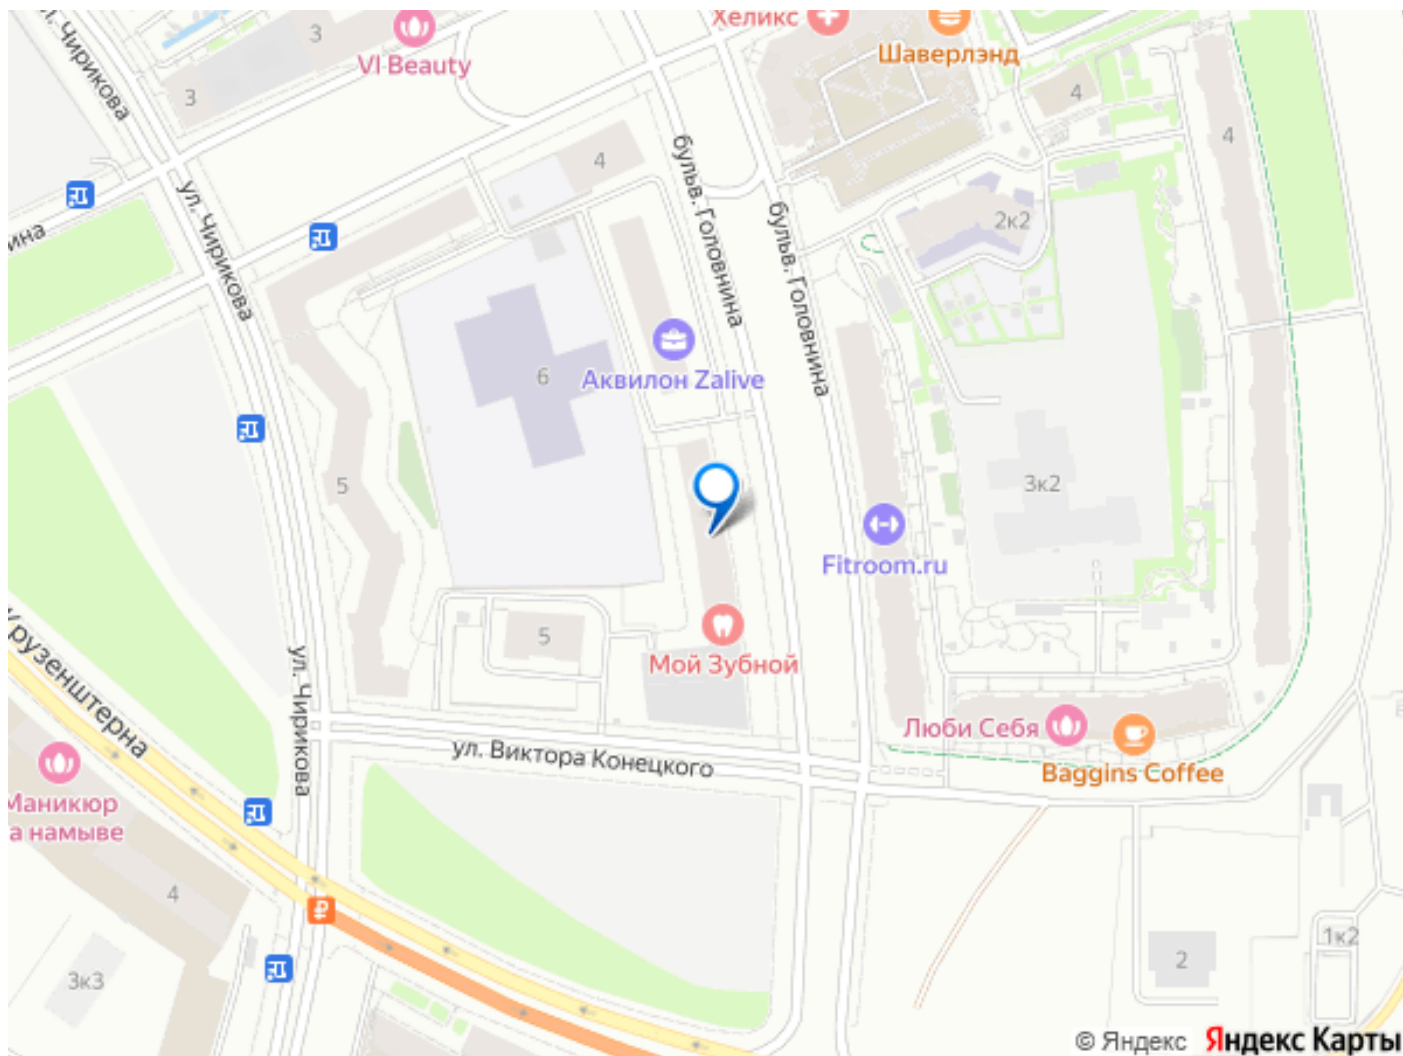 ул. Чирикова
3
VI Beauty
3
Хеликс
Шаверлэнд
4
4
4
бульв. Головнина
ул. Чирикова
бульв. Головнина
2к2
ина
6
Аквилон Zalive
5
3к2
Fitroom.ru
5
Мой Зубной
Крузенштерна
ул. Чирикова
ул. Виктора Конецкого
Люби Себя
Baggins Coffee
Маникюр
а намыве
4
3к3
2
1к2
© Яндекс Яндекс Карты